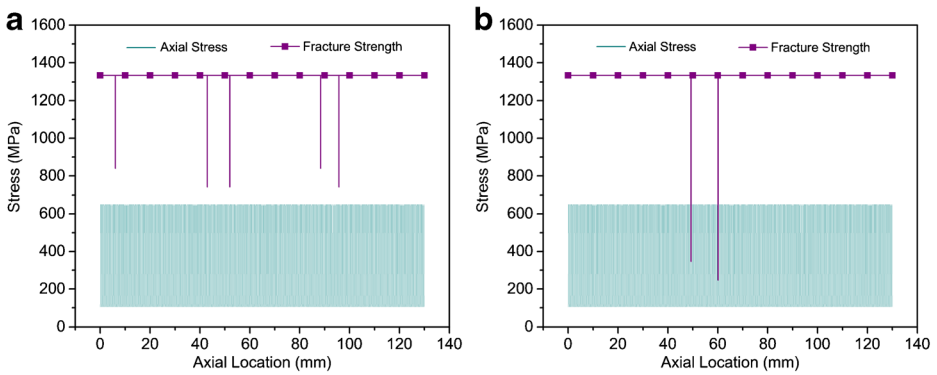 a
1600
1400
1200
1000
800
600
400
200
0
Stress (MPa)
Axial Stress
Fracture Strength
0 20 40 60 80 100 120 140
Axial Location (mm)
b
1600
1400
1200
1000
800
600
400
200
0
Stress (MPa)
Axial Stress
Fracture Strength
0 20 40 60 80 100 120 140
Axial Location (mm)